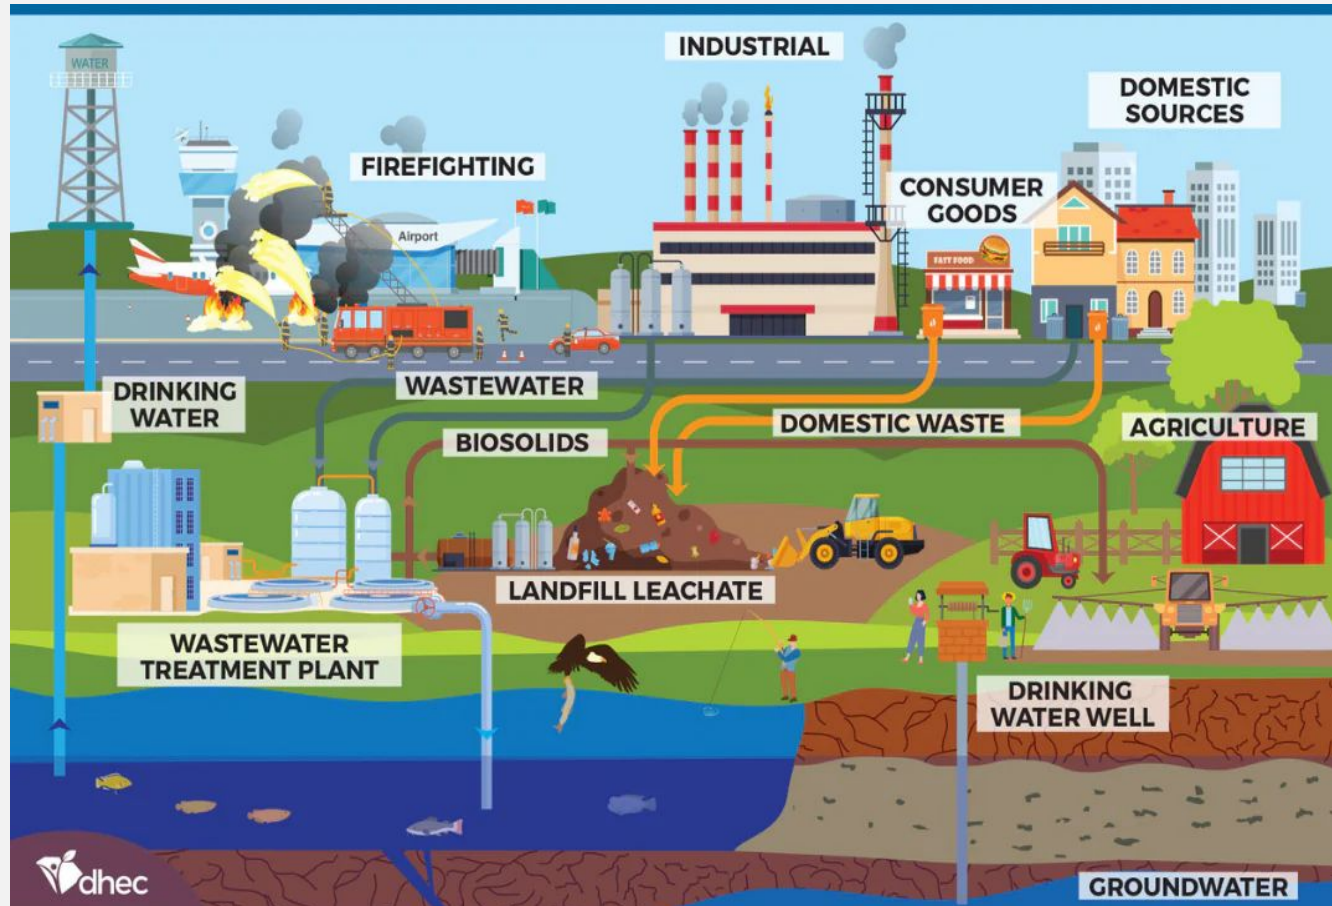 INDUSTRIAL
WATER
DOMESTIC
SOURCES
FIREFIGHTING
CONSUMER
GOODS
Airport
FAST FOOD
DRINKING
WATER
WASTEWATER
DOMESTIC WASTE
AGRICULTURE
BIOSOLIDS
LANDFILL LEACHATE
WASTEWATER
TREATMENT PLANT
DRINKING
WATER WELL
dhec
GROUNDWATER